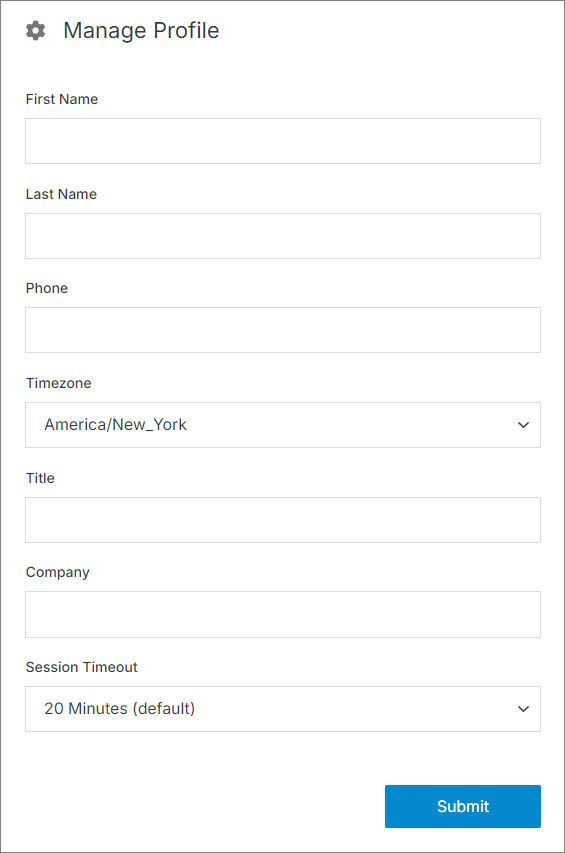 Manage Profile
First Name
Last Name
Phone
Timezone
America/New_York
Title
Company
Session Timeout
20 Minutes (default)
Submit